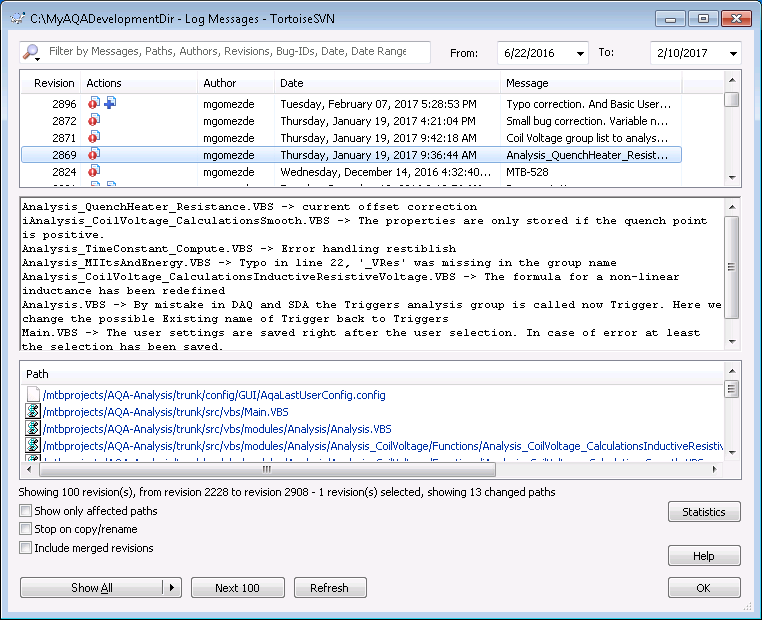 C:\MyAQADevelopmentDir - Log Messages - TortoiseSVN
Filter by Messages, Paths, Authors, Revisions, Bug-IDs, Date, Date Range From: 6/22/2016 To: 2/10/2017
Revision Actions Author Date Message
2896 mgomezde Tuesday, February 07, 2017 5:28:53 PM Typo correction. And Basic User...
2872 mgomezde Thursday, January 19, 2017 4:21:04 PM Small bug correction. Variable n...
2871 mgomezde Thursday, January 19, 2017 9:42:18 AM Coil Voltage group list to analys...
2869 mgomezde Thursday, January 19, 2017 9:36:44 AM Analysis_QuenchHeater_Resist...
2824 mgomezde Wednesday, December 14, 2016 4:32:40... MTB-528
Analysis_QuenchHeater_Resistance.VBS -> current offset correction
iAnalysis_CoilVoltage_CalculationsSmooth.VBS -> The properties are only stored if the quench point
is positive.
Analysis_TimeConstant_Compute.VBS -> Error handling restiblish
Analysis_MIItsAndEnergy.VBS -> Typo in line 22, '_VRes' was missing in the group name
Analysis_CoilVoltage_CalculationsInductiveResistiveVoltage.VBS -> The formula for a non-linear
inductance has been redefined
Analysis.VBS -> By mistake in DAQ and SDA the Triggers analysis group is called now Trigger. Here we
change the possible Existing name of Trigger back to Triggers
Main.VBS -> The user settings are saved right after the user selection. In case of error at least
the selection has been saved.
Path
/mtbprojects/AQA-Analysis/trunk/config/GUI/AqaLastUserConfig.config
/mtbprojects/AQA-Analysis/trunk/src/vbs/Main.VBS
/mtbprojects/AQA-Analysis/trunk/src/vbs/modules/Analysis/Analysis.VBS
/mtbprojects/AQA-Analysis/trunk/src/vbs/modules/Analysis/Analysis_CoilVoltage/Functions/Analysis_CoilVoltage_CalculationsInductiveResistiv
Showing 100 revision(s), from revision 2228 to revision 2908 - 1 revision(s) selected, showing 13 changed paths
Show only affected paths
Statistics
Stop on copy/rename
Include merged revisions
Help
Show All Next 100 Refresh OK